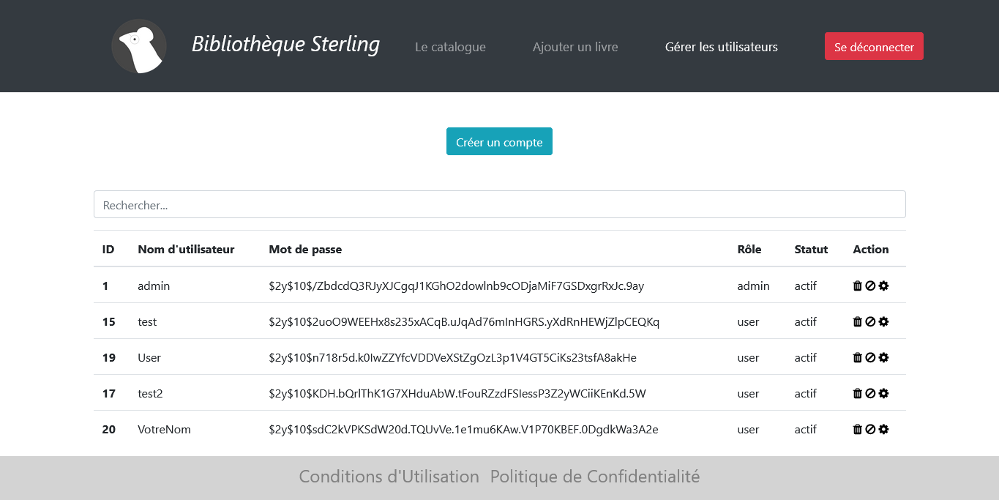 Bibliothèque Sterling Le catalogue Ajouter un livre Gérer les utilisateurs Se déconnecter
Créer un compte
Rechercher...
ID Nom d'utilisateur Mot de passe Rôle Statut Action
1 admin $2y$10$/ZbdcdQ3RJyXJCgqJ1KGhO2dowlnb9cODjaMiF7GSDxgrRxJc.9ay admin actif
15 test $2y$10$2uoO9WEEHx8s235xACqB.uJqAd76mInHGRS.yXdRnHEWjZlpCEQKq user actif
19 User $2y$10$n718r5d.k0IwZZYfcVDDVeXStZgOzL3p1V4GT5CiKs23tsfA8akHe user actif
17 test2 $2y$10$KDH.bQrlThK1G7XHduAbW.tFouRZzdFSIessP3Z2yWCiiKEnKd.5W user actif
20 VotreNom $2y$10$sdC2kVPKSdW20d.TQUvVe.1e1mu6KAw.V1P70KBEF.0DgdkWa3A2e user actif
Conditions d'Utilisation Politique de Confidentialité